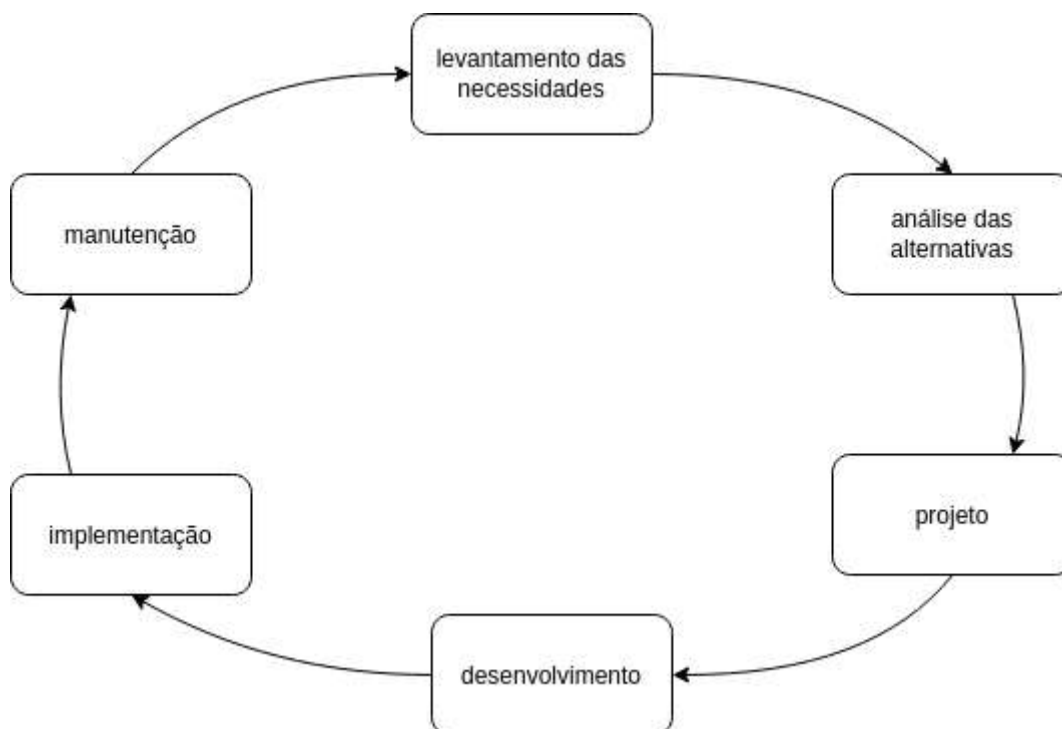 levantamento das
necessidades
análise das
alternativas
projeto
desenvolvimento
implementação
manutenção